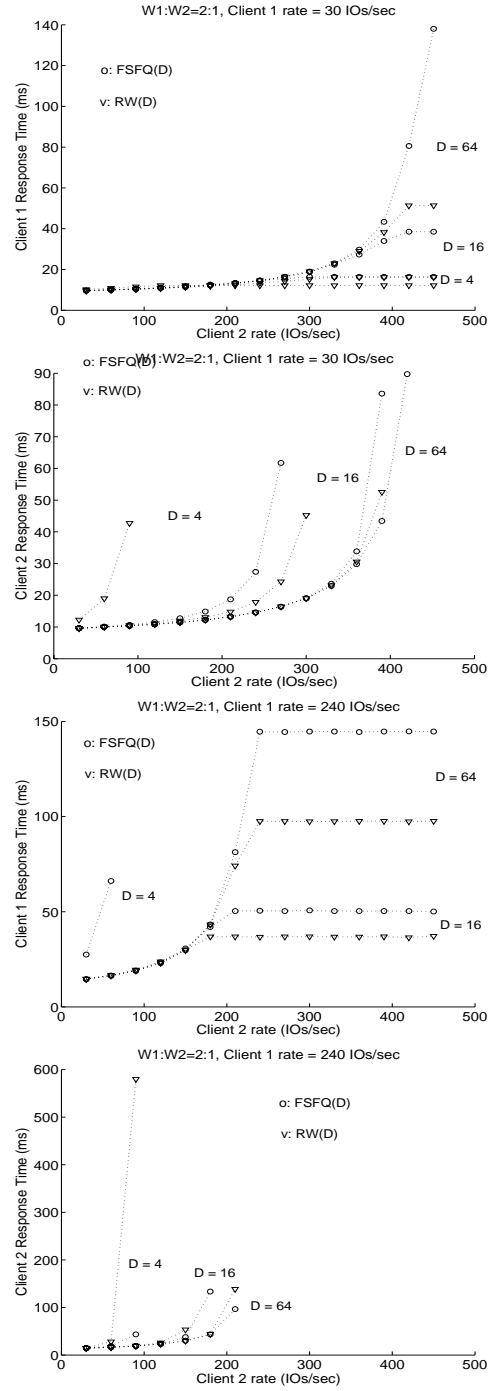 W1:W2=2:1, Client 1 rate = 30 IOs/sec
140
120
100
80
60
40
20
0
Client 1 Response Time (ms)
o: FSFQ(D)
v: RW(D)
D = 64
D = 16
D = 4
0 100 200 300 400 500
Client 2 rate (IOs/sec)
W1:W2=2:1, Client 1 rate = 30 IOs/sec
o: FSFQ(D)
v: RW(D)
90
80
70
60
50
40
30
20
10
0
Client 2 Response Time (ms)
D = 4
D = 16
D = 64
0 100 200 300 400 500
Client 2 rate (IOs/sec)
W1:W2=2:1, Client 1 rate = 240 IOs/sec
150
100
50
0
Client 1 Response Time (ms)
o: FSFQ(D)
v: RW(D)
D = 64
D = 4
D = 16
0 100 200 300 400 500
Client 2 rate (IOs/sec)
W1:W2=2:1, Client 1 rate = 240 IOs/sec
600
500
400
300
200
100
0
Client 2 Response Time (ms)
o: FSFQ(D)
v: RW(D)
D = 4
D = 16
D = 64
0 100 200 300 400 500
Client 2 rate (IOs/sec)